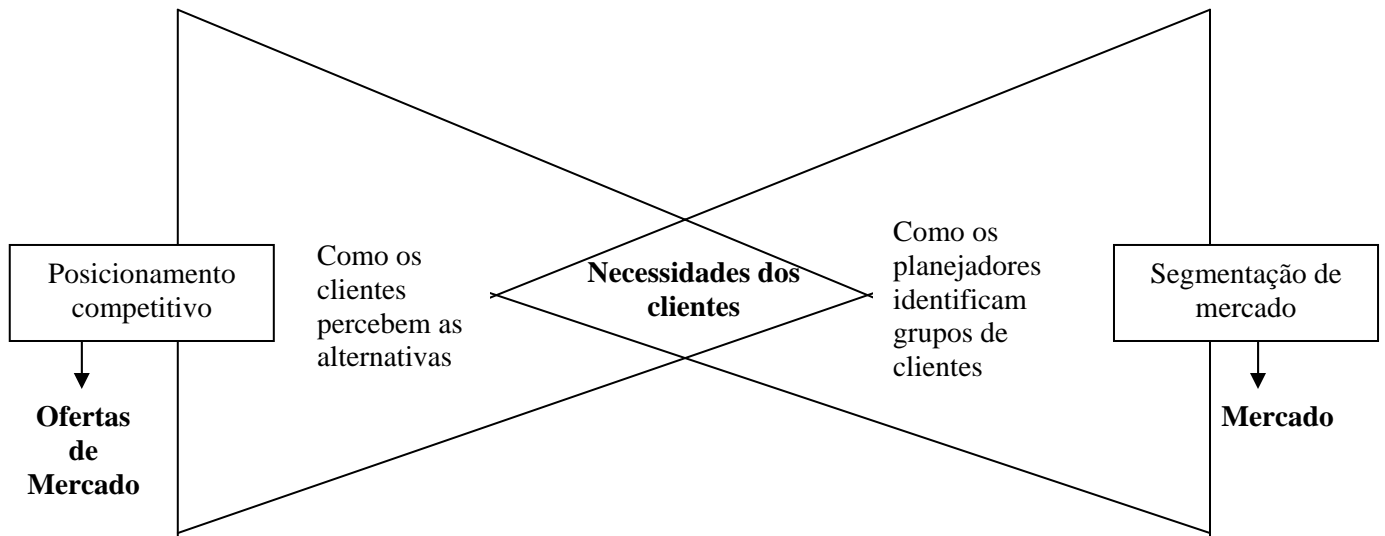 Posicionamento
competitivo
Ofertas
de
Mercado
Como os
clientes
percebem as
alternativas
Necessidades dos
clientes
Como os
planejadores
identificam
grupos de
clientes
Segmentação de
mercado
Mercado